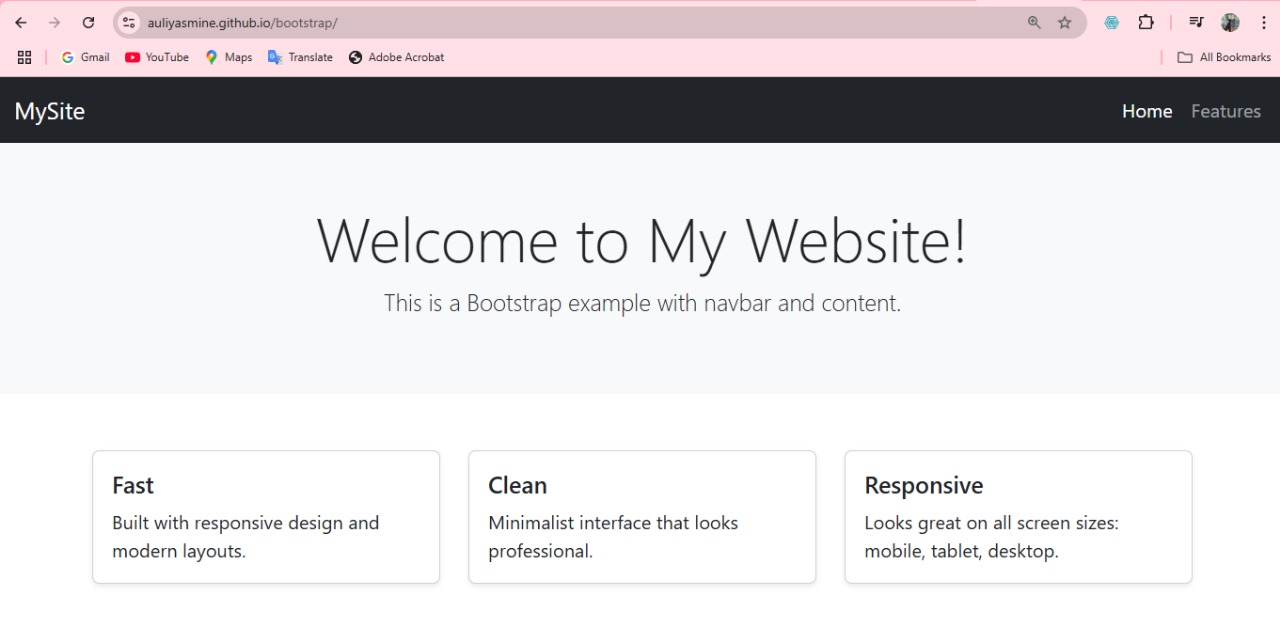 auliyasmine.github.io/bootstrap/
Gmail YouTube Maps Translate Adobe Acrobat All Bookmarks
MySite Home Features
Welcome to My Website!
This is a Bootstrap example with navbar and content.
Fast
Built with responsive design and
modern layouts.
Clean
Minimalist interface that looks
professional.
Responsive
Looks great on all screen sizes:
mobile, tablet, desktop.